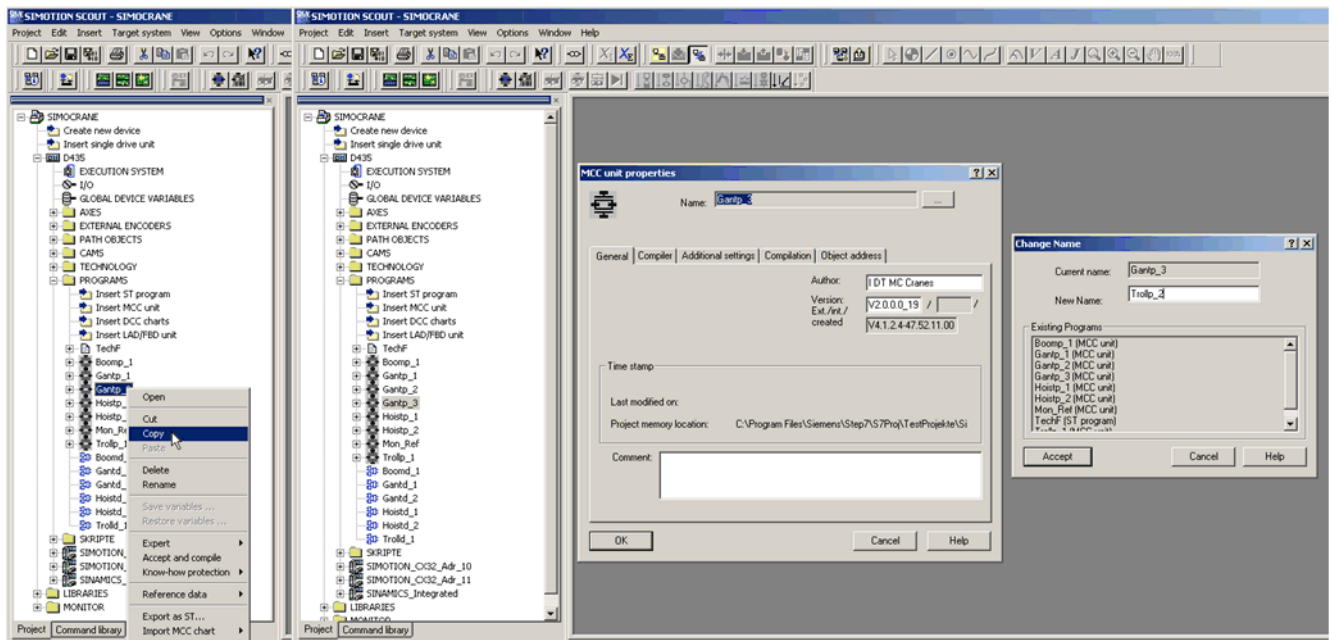 SIMOTION SCOUT - SIMOCRANE
Project Edit Insert Target system View Options Window
SIMOCRANE
Create new device
Insert single drive unit
D435
EXECUTION SYSTEM
I/O
GLOBAL DEVICE VARIABLES
AXES
EXTERNAL ENCODERS
PATH OBJECTS
CAMS
TECHNOLOGY
PROGRAMS
Insert ST program
Insert MCC unit
Insert DCC charts
Insert LAD/FBD unit
TechF
Boomp_1
Gantp_1
Gantp_
Hoistp_
Hoistp_
Mon_Re
Trollp_1
Boomd_
Gantd_
Gantd_
Hoistd_
Hoistd_
Trolld_1
SKRIPTE
SIMOTION_
SIMOTION_
SINAMICS_
LIBRARIES
MONITOR
Project Command library
Open
Cut
Copy
Paste
Delete
Rename
Save variables ...
Restore variables ...
Expert
Accept and compile
Know-how protection
Reference data
Export as ST...
Import MCC chart
SIMOTION SCOUT - SIMOCRANE
Project Edit Insert Target system View Options Window Help
SIMOCRANE
Create new device
Insert single drive unit
D435
EXECUTION SYSTEM
I/O
GLOBAL DEVICE VARIABLES
AXES
EXTERNAL ENCODERS
PATH OBJECTS
CAMS
TECHNOLOGY
PROGRAMS
Insert ST program
Insert MCC unit
Insert DCC charts
Insert LAD/FBD unit
TechF
Boomp_1
Gantp_1
Gantp_2
Gantp_3
Hoistp_1
Hoistp_2
Mon_Ref
Trollp_1
Boomd_1
Gantd_1
Gantd_2
Hoistd_1
Hoistd_2
Trolld_1
SKRIPTE
SIMOTION_CX32_Adr_10
SIMOTION_CX32_Adr_11
SINAMICS_Integrated
LIBRARIES
MONITOR
Project Command library
MCC unit properties
Name: Gantp_3 ...
General Compiler Additional settings Compilation Object address
Author: I DT MC Cranes
Version: V2.0.0.0_19 / /
Ext./int./
created V4.1.2.4-47.52.11.00
Time stamp
Last modified on:
Project memory location: C:\Program Files\Siemens\Step7\S7Proj\TestProjekte\Si
Comment:
OK Cancel Help
Change Name
Current name: Gantp_3
New Name: Trollp_2
Existing Programs
Boomp_1 (MCC unit)
Gantp_1 (MCC unit)
Gantp_2 (MCC unit)
Gantp_3 (MCC unit)
Hoistp_1 (MCC unit)
Hoistp_2 (MCC unit)
Mon_Ref (MCC unit)
TechF (ST program)
Trollp_1 (MCC unit)
Accept Cancel Help